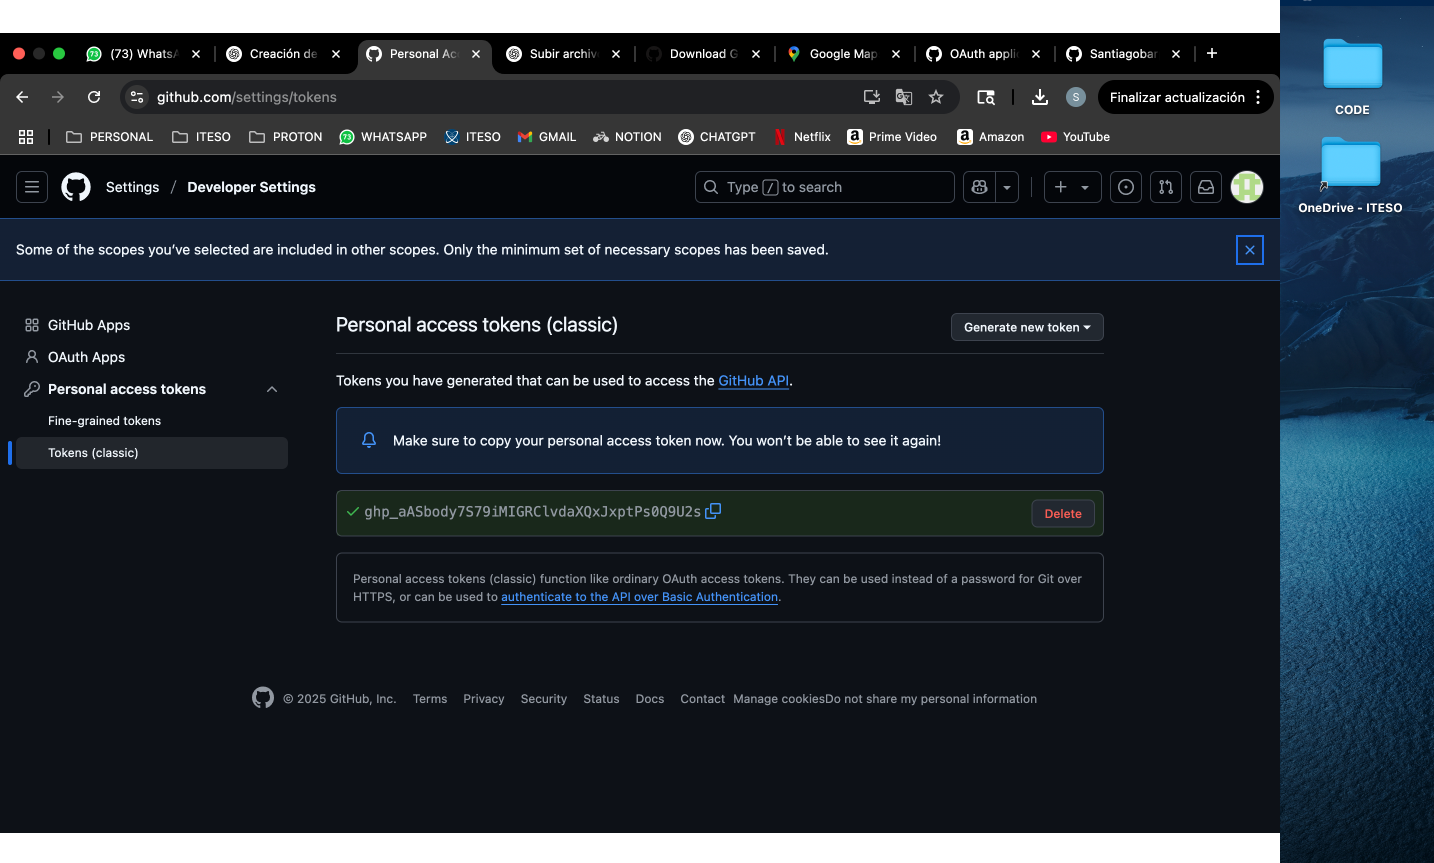 (73) WhatsA
Creación de
Personal Ac
Subir archiv
Download G
Google Map
OAuth appli
Santiagobar
github.com/settings/tokens
S
Finalizar actualización
PERSONAL
ITESO
PROTON
WHATSAPP
ITESO
GMAIL
NOTION
CHATGPT
Netflix
Prime Video
Amazon
YouTube
CODE
OneDrive - ITESO
Settings / Developer Settings
Type / to search
Some of the scopes you’ve selected are included in other scopes. Only the minimum set of necessary scopes has been saved.
GitHub Apps
OAuth Apps
Personal access tokens
Fine-grained tokens
Tokens (classic)
Personal access tokens (classic)
Generate new token
Tokens you have generated that can be used to access the GitHub API.
Make sure to copy your personal access token now. You won’t be able to see it again!
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
Delete
Personal access tokens (classic) function like ordinary OAuth access tokens. They can be used instead of a password for Git over
HTTPS, or can be used to authenticate to the API over Basic Authentication.
© 2025 GitHub, Inc.
Terms
Privacy
Security
Status
Docs
Contact
Manage cookies
Do not share my personal information